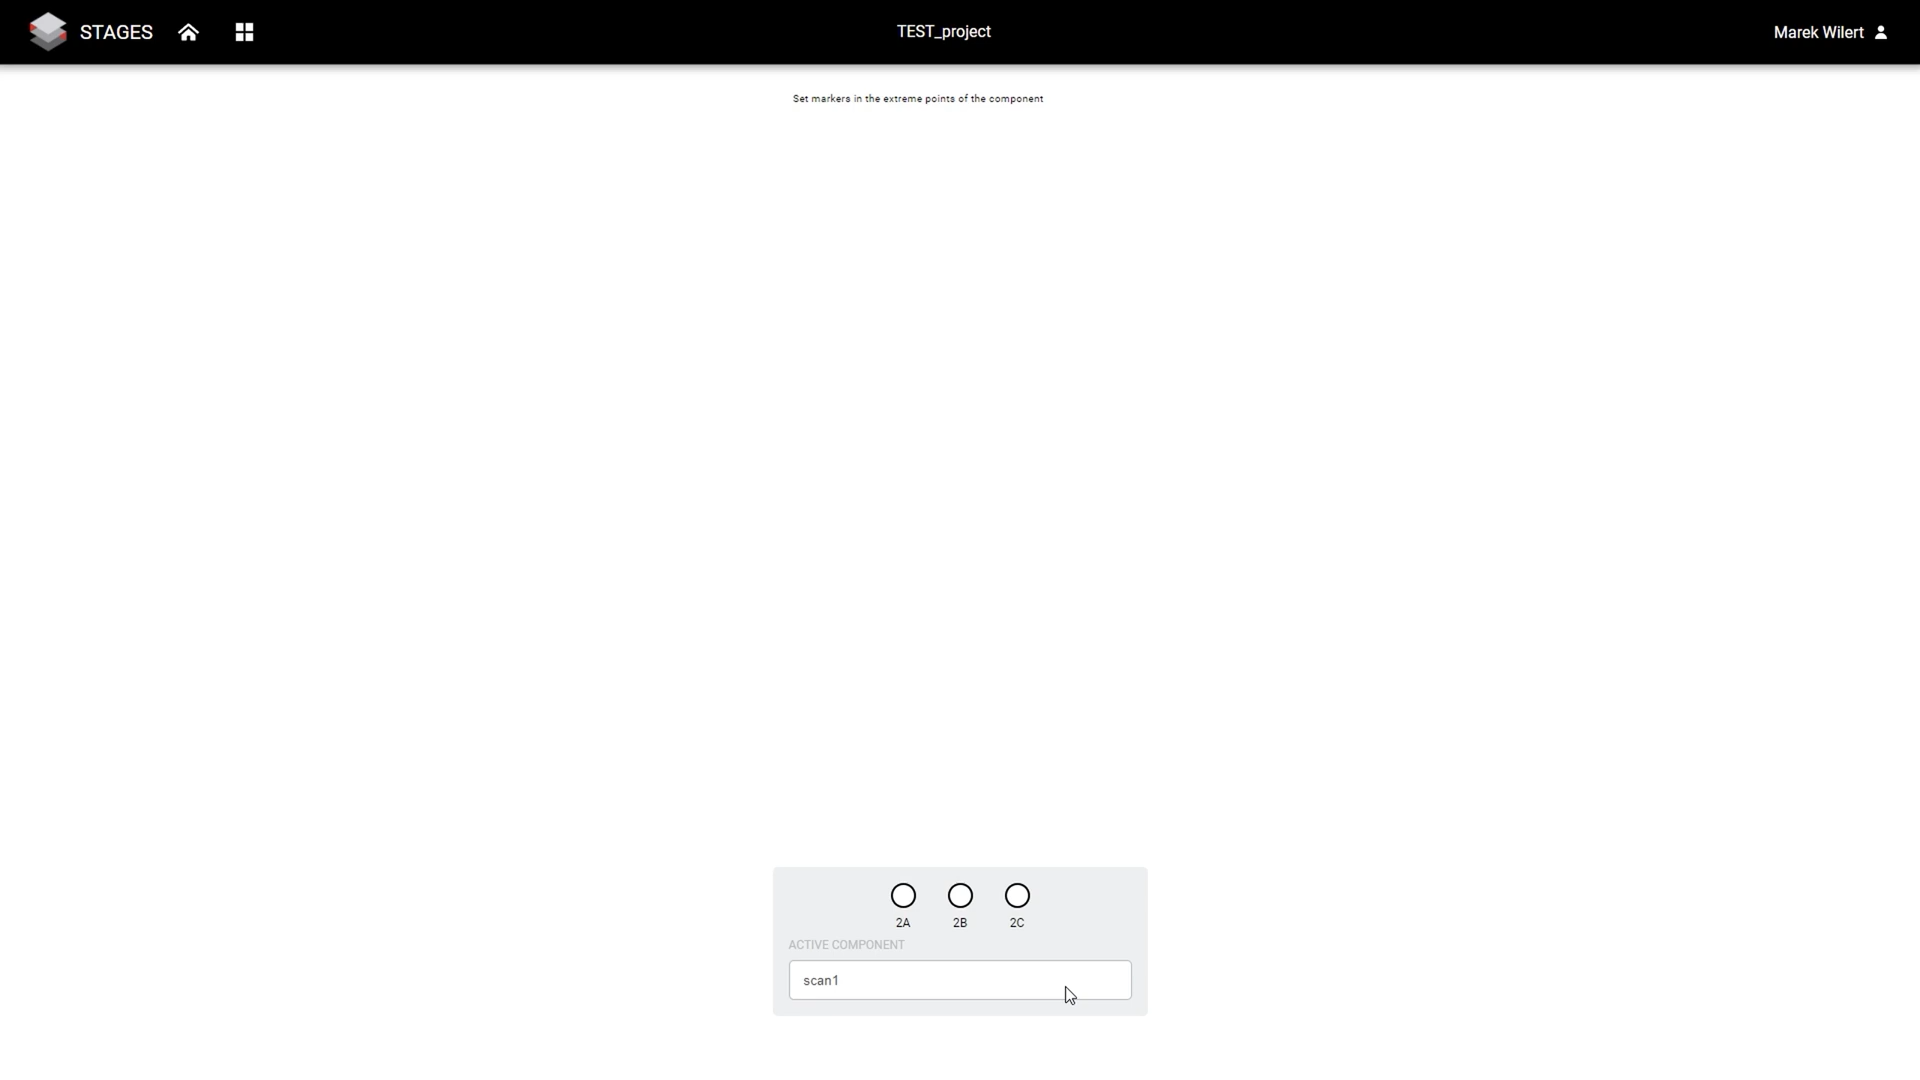 STAGES
TEST_project
Marek Wilert
Set markers in the extreme points of the component
2A 2B 2C
ACTIVE COMPONENT
scan1